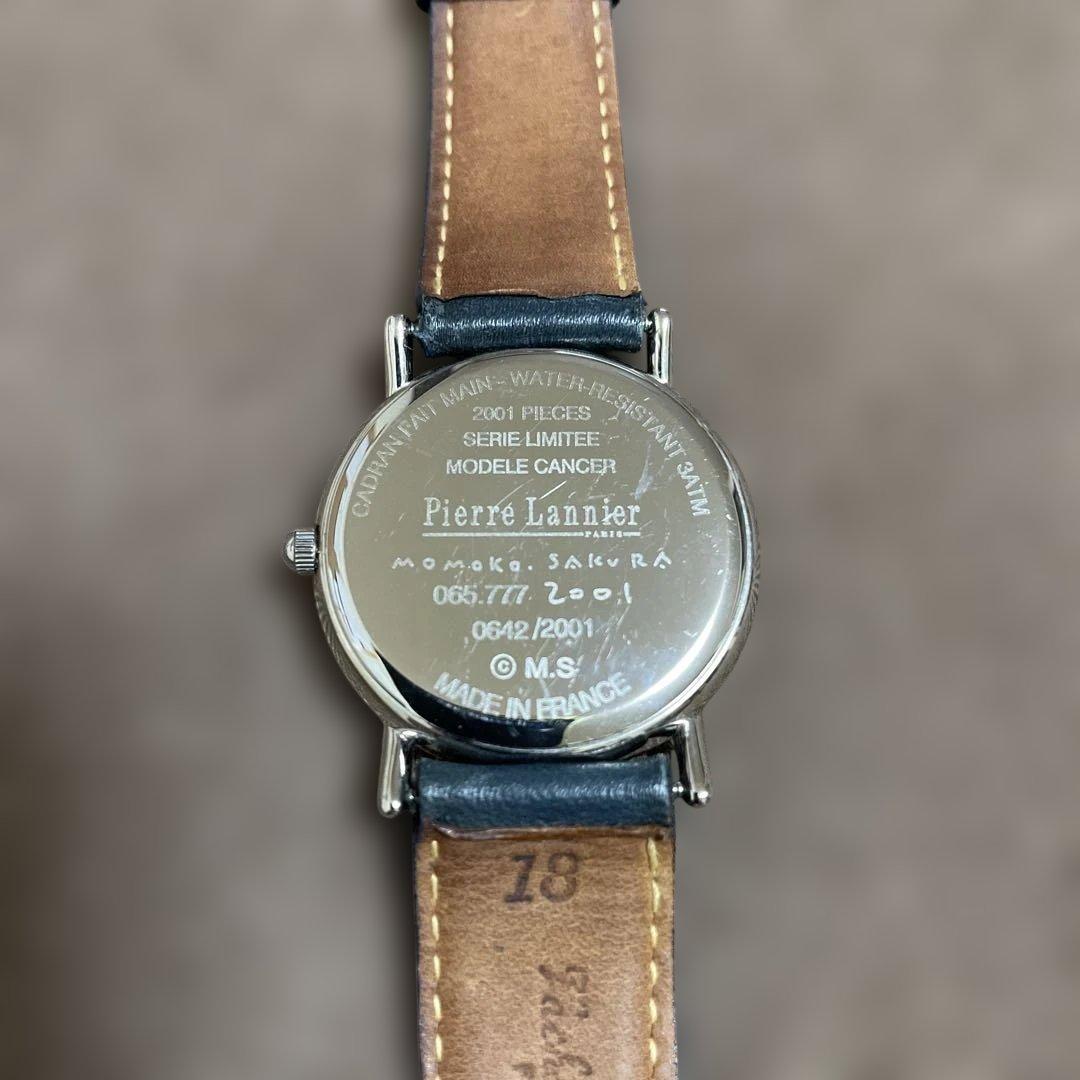 CADRAN FAIT MAIN - WATER-RESISTANT 3ATM
2001 PIECES
SERIE LIMITEE
MODELE CANCER
Pierre Lannier
PARIS
MOMOKO. SAKURA
065.777 2001
0642/2001
© M.S
MADE IN FRANCE
18